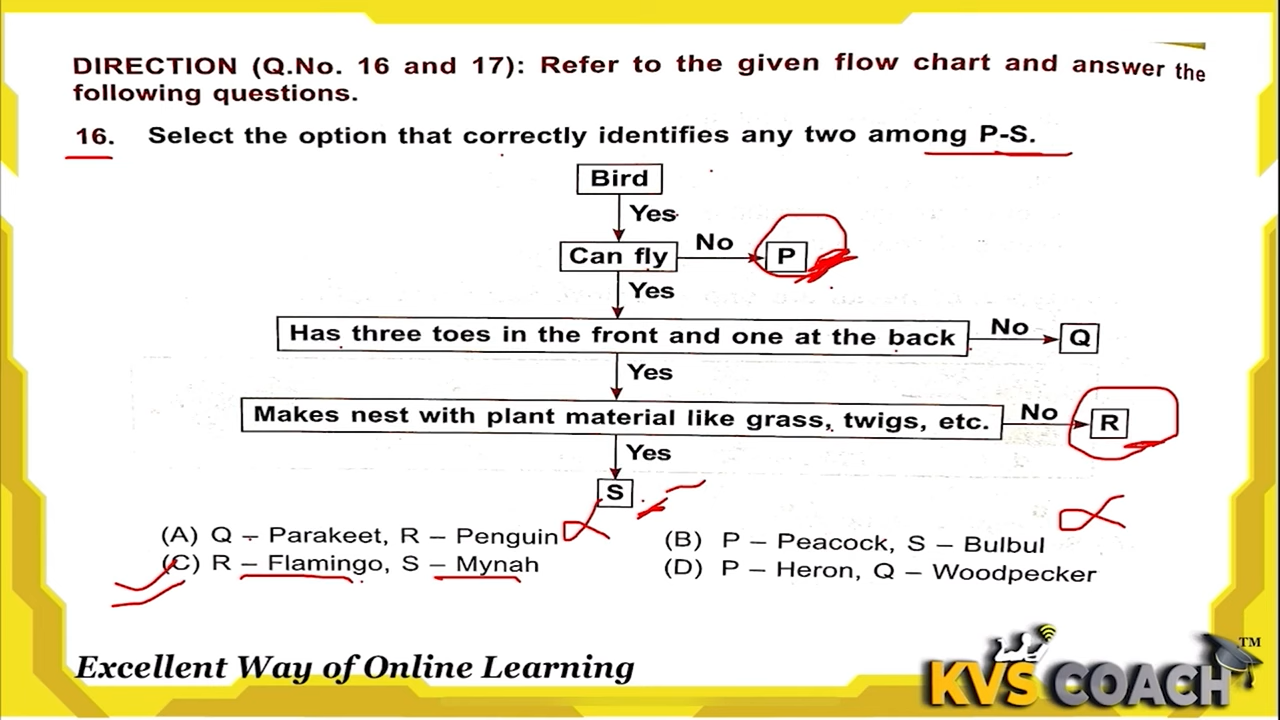 DIRECTION (Q.No. 16 and 17): Refer to the given flow chart and answer the
following questions.
16. Select the option that correctly identifies any two among P-S.
Bird
Yes
Can fly
No
P
Yes
Has three toes in the front and one at the back
No
Q
Yes
Makes nest with plant material like grass, twigs, etc.
No
R
Yes
S
(A) Q – Parakeet, R – Penguin
(B) P – Peacock, S – Bulbul
(C) R – Flamingo, S – Mynah
(D) P – Heron, Q – Woodpecker
Excellent Way of Online Learning
KVS COACH
TM